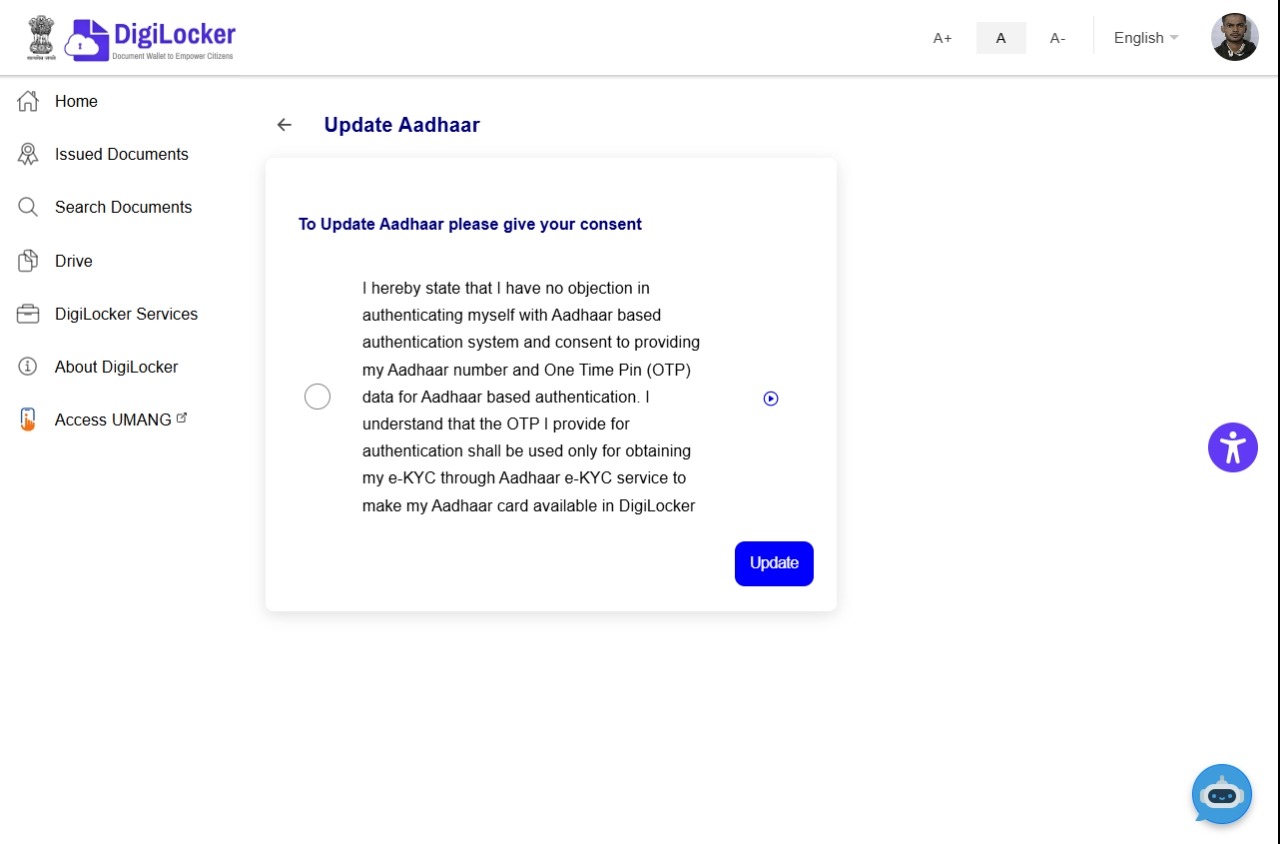 DigiLocker
Document Wallet to Empower Citizens
A+
A
A-
English
Home
Issued Documents
Search Documents
Drive
DigiLocker Services
About DigiLocker
Access UMANG
Update Aadhaar
To Update Aadhaar please give your consent
I hereby state that I have no objection in
authenticating myself with Aadhaar based
authentication system and consent to providing
my Aadhaar number and One Time Pin (OTP)
data for Aadhaar based authentication. I
understand that the OTP I provide for
authentication shall be used only for obtaining
my e-KYC through Aadhaar e-KYC service to
make my Aadhaar card available in DigiLocker
Update